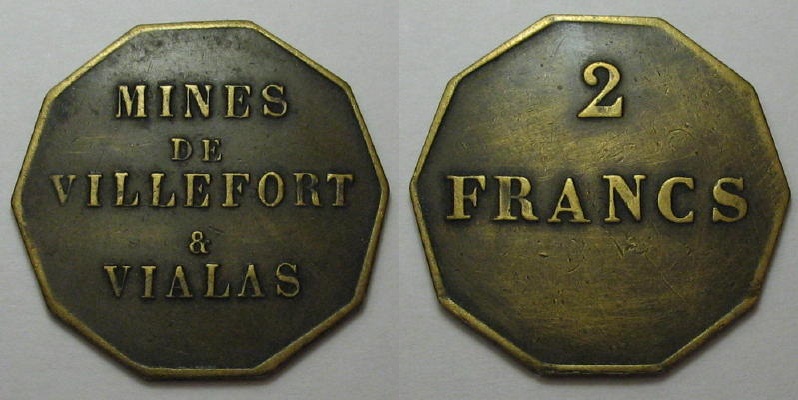 MINES
DE
VILLEFORT
&
VIALAS
2
FRANCS